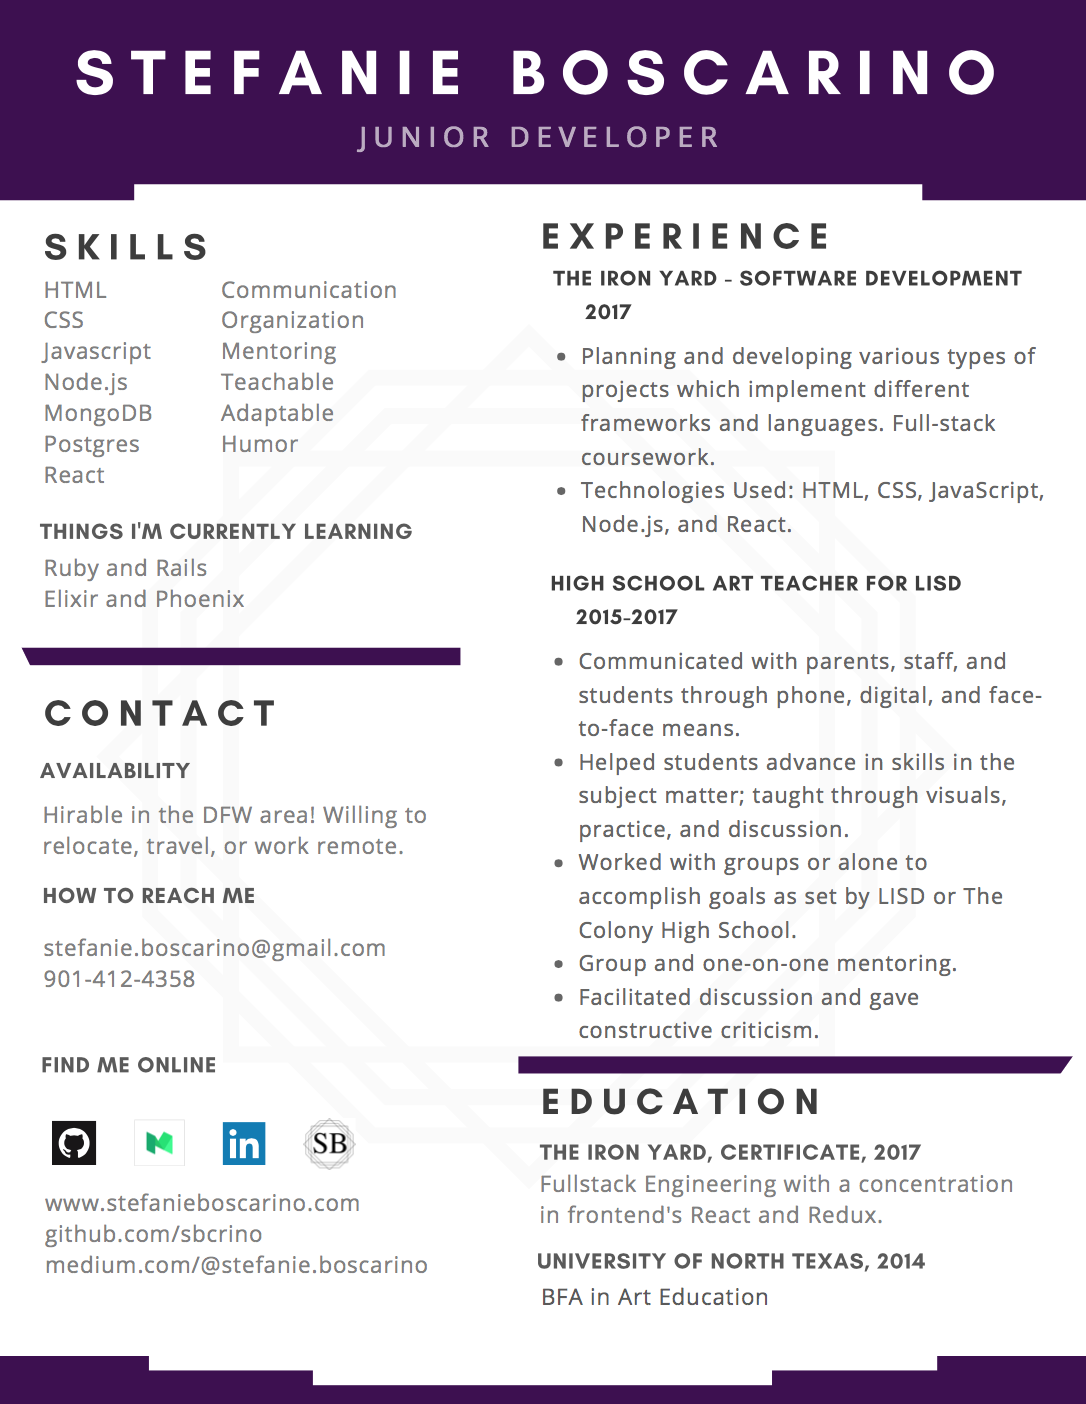 STEFANIE BOSCARINO
JUNIOR DEVELOPER
SKILLS
HTML
CSS
Javascript
Node.js
MongoDB
Postgres
React
Communication
Organization
Mentoring
Teachable
Adaptable
Humor
THINGS I'M CURRENTLY LEARNING
Ruby and Rails
Elixir and Phoenix
CONTACT
AVAILABILITY
Hirable in the DFW area! Willing to
relocate, travel, or work remote.
HOW TO REACH ME
stefanie.boscarino@gmail.com
901-412-4358
FIND ME ONLINE
in
SB
www.stefanieboscarino.com
github.com/sbcrino
medium.com/@stefanie.boscarino
EXPERIENCE
THE IRON YARD - SOFTWARE DEVELOPMENT
2017
• Planning and developing various types of
projects which implement different
frameworks and languages. Full-stack
coursework.
• Technologies Used: HTML, CSS, JavaScript,
Node.js, and React.
HIGH SCHOOL ART TEACHER FOR LISD
2015-2017
• Communicated with parents, staff, and
students through phone, digital, and face-
to-face means.
• Helped students advance in skills in the
subject matter; taught through visuals,
practice, and discussion.
• Worked with groups or alone to
accomplish goals as set by LISD or The
Colony High School.
• Group and one-on-one mentoring.
• Facilitated discussion and gave
constructive criticism.
EDUCATION
THE IRON YARD, CERTIFICATE, 2017
Fullstack Engineering with a concentration
in frontend's React and Redux.
UNIVERSITY OF NORTH TEXAS, 2014
BFA in Art Education